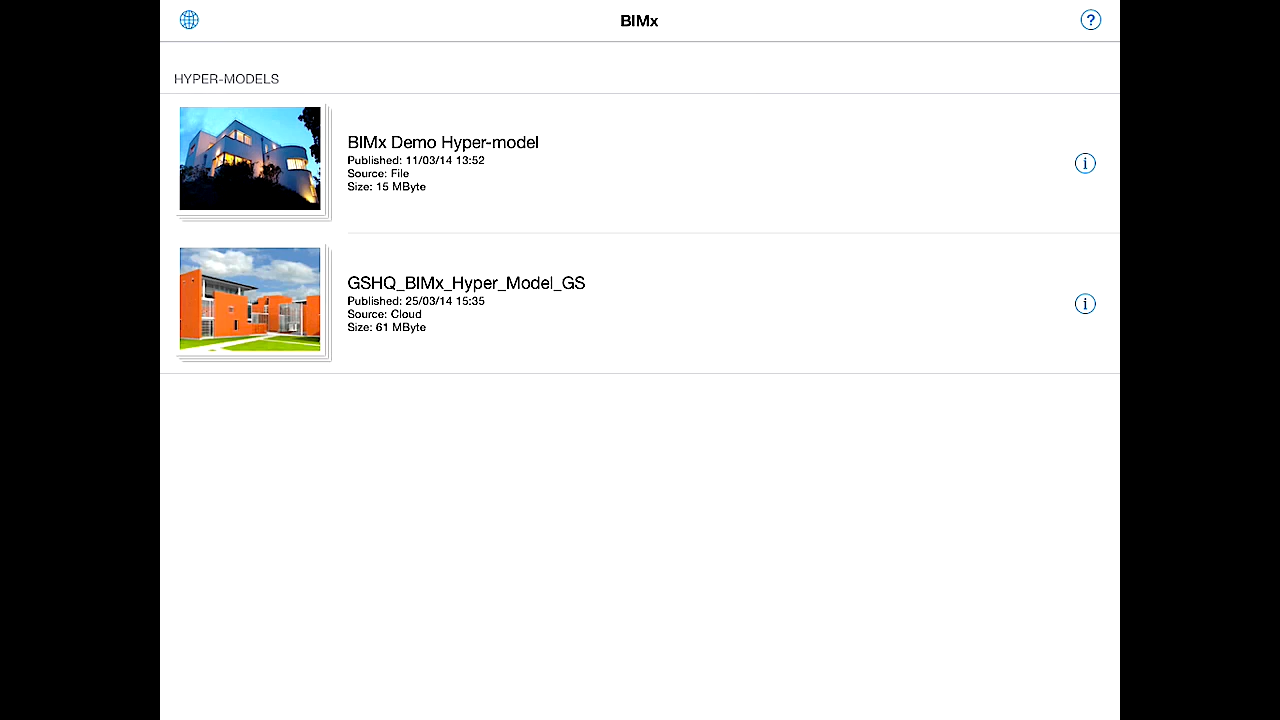 BIMx
?
HYPER-MODELS
BIMx Demo Hyper-model
Published: 11/03/14 13:52
Source: File
Size: 15 MByte
i
GSHQ_BIMx_Hyper_Model_GS
Published: 25/03/14 15:35
Source: Cloud
Size: 61 MByte
i